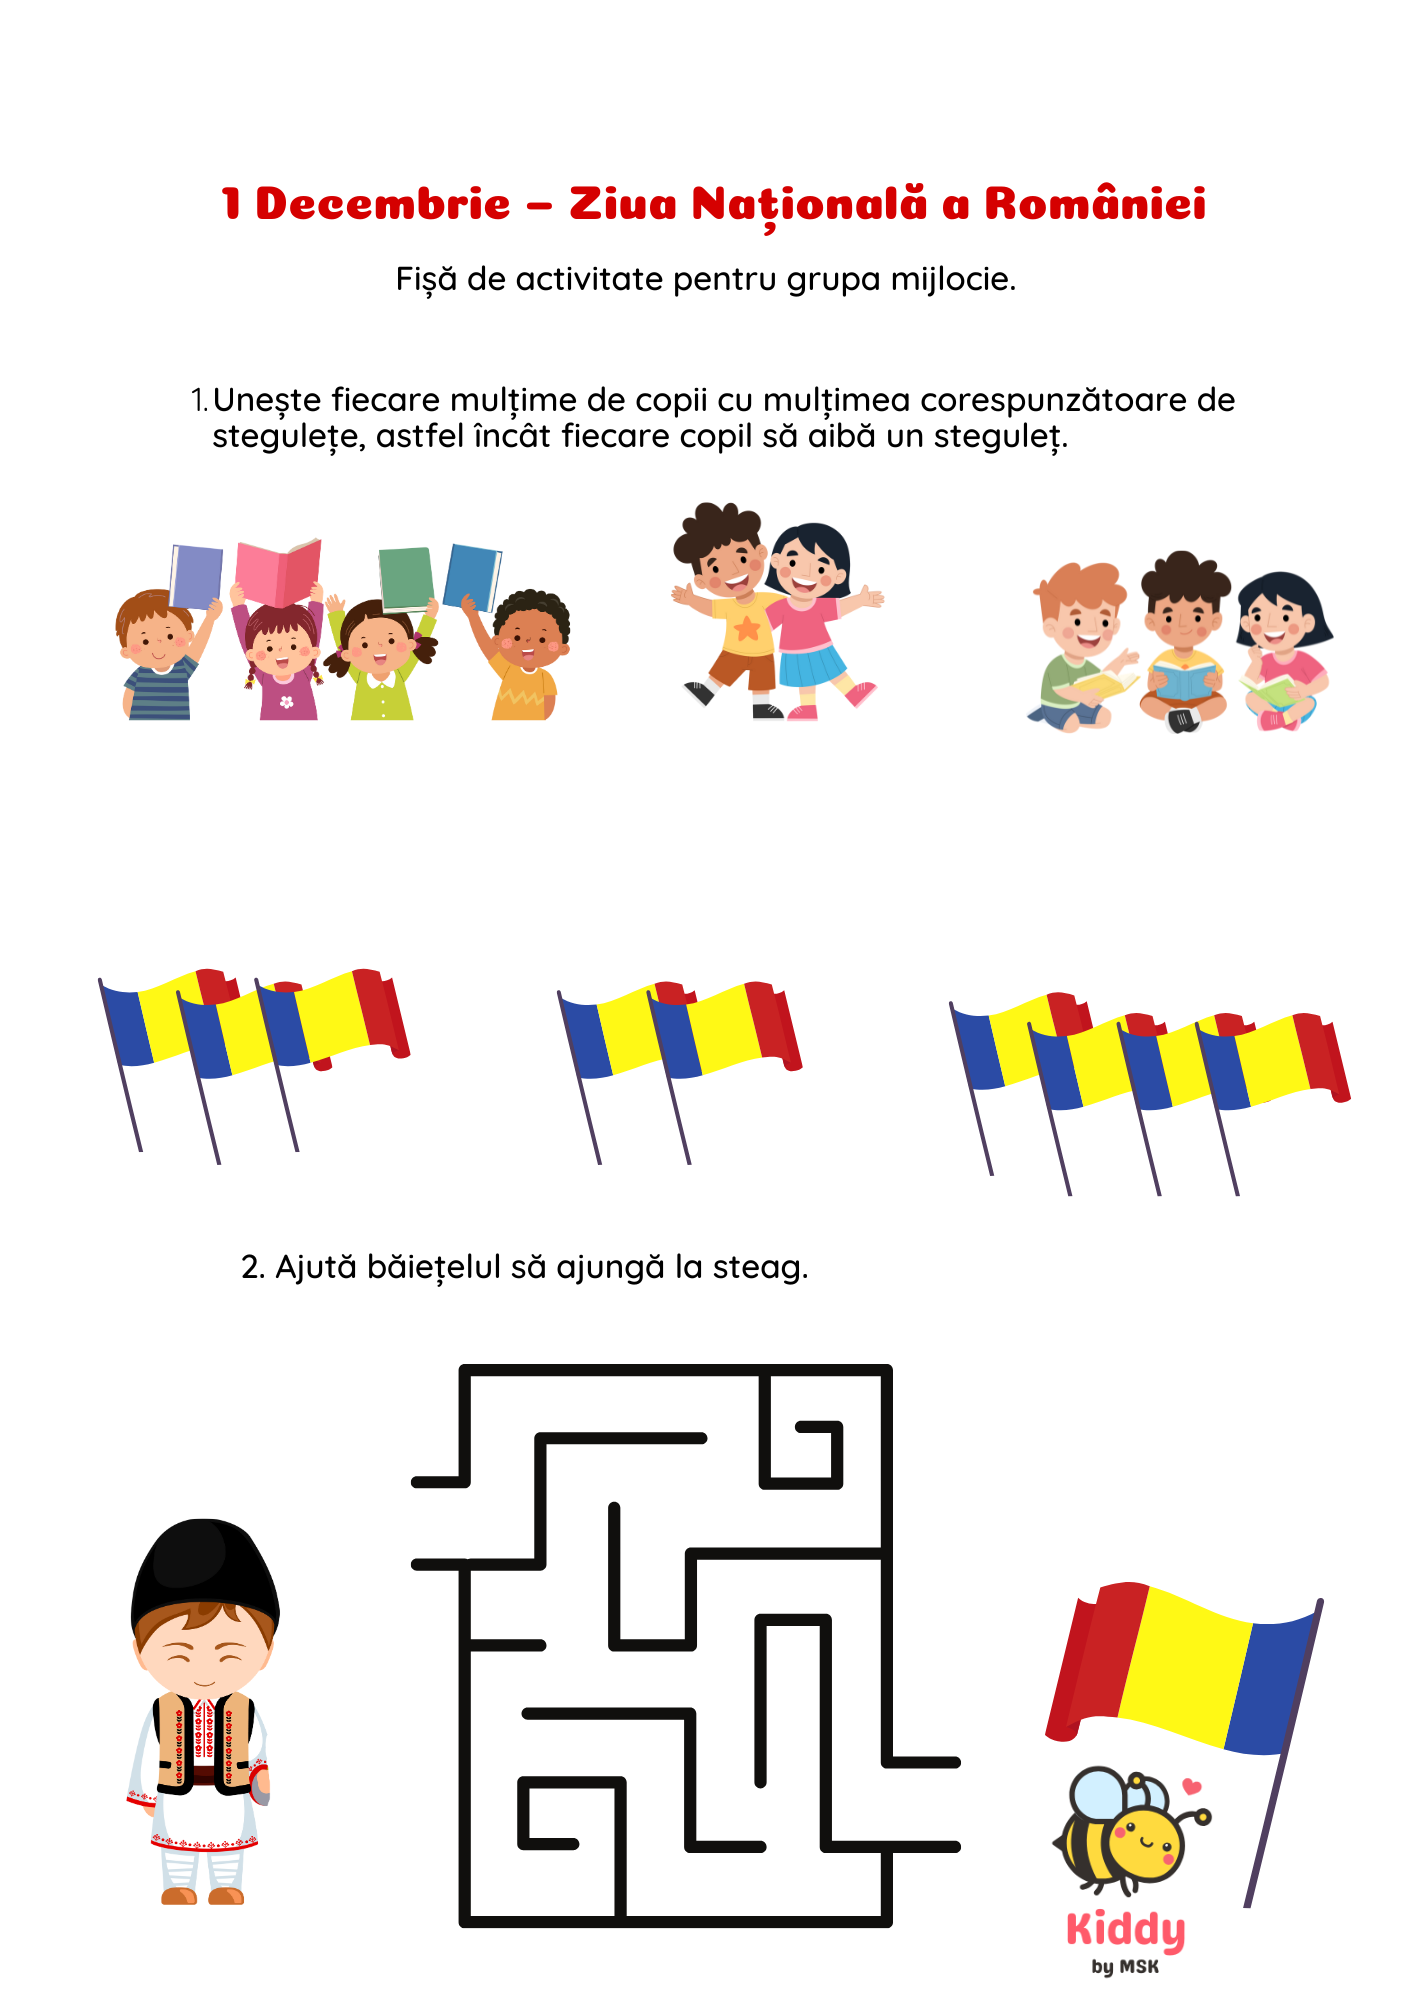 1 Decembrie – Ziua Națională a României
Fișă de activitate pentru grupa mijlocie.
1. Unește fiecare mulțime de copii cu mulțimea corespunzătoare de
stegulețe, astfel încât fiecare copil să aibă un steguleț.
2. Ajută băiețelul să ajungă la steag.
Kiddy
by MSK